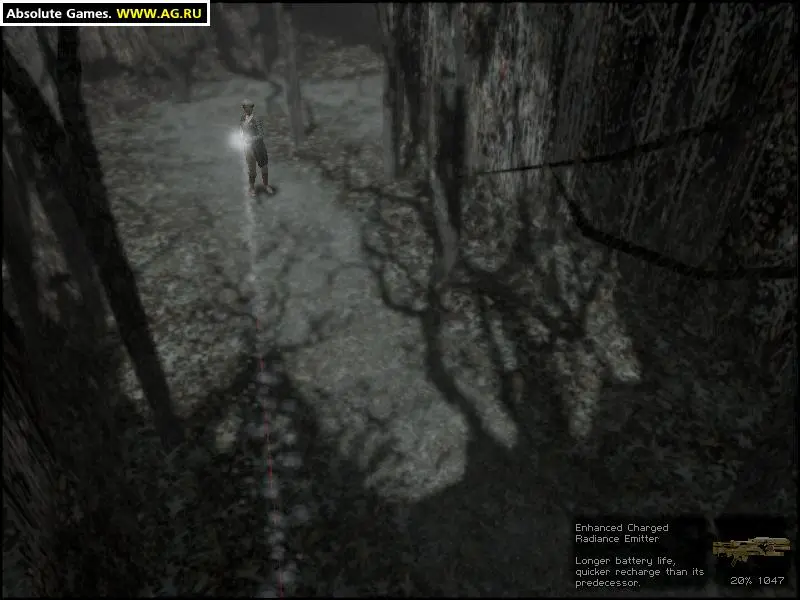 Absolute Games. WWW.AG.RU
Enhanced Charged
Radiance Emitter
Longer battery life,
quicker recharge than its
predecessor.
20% 1047